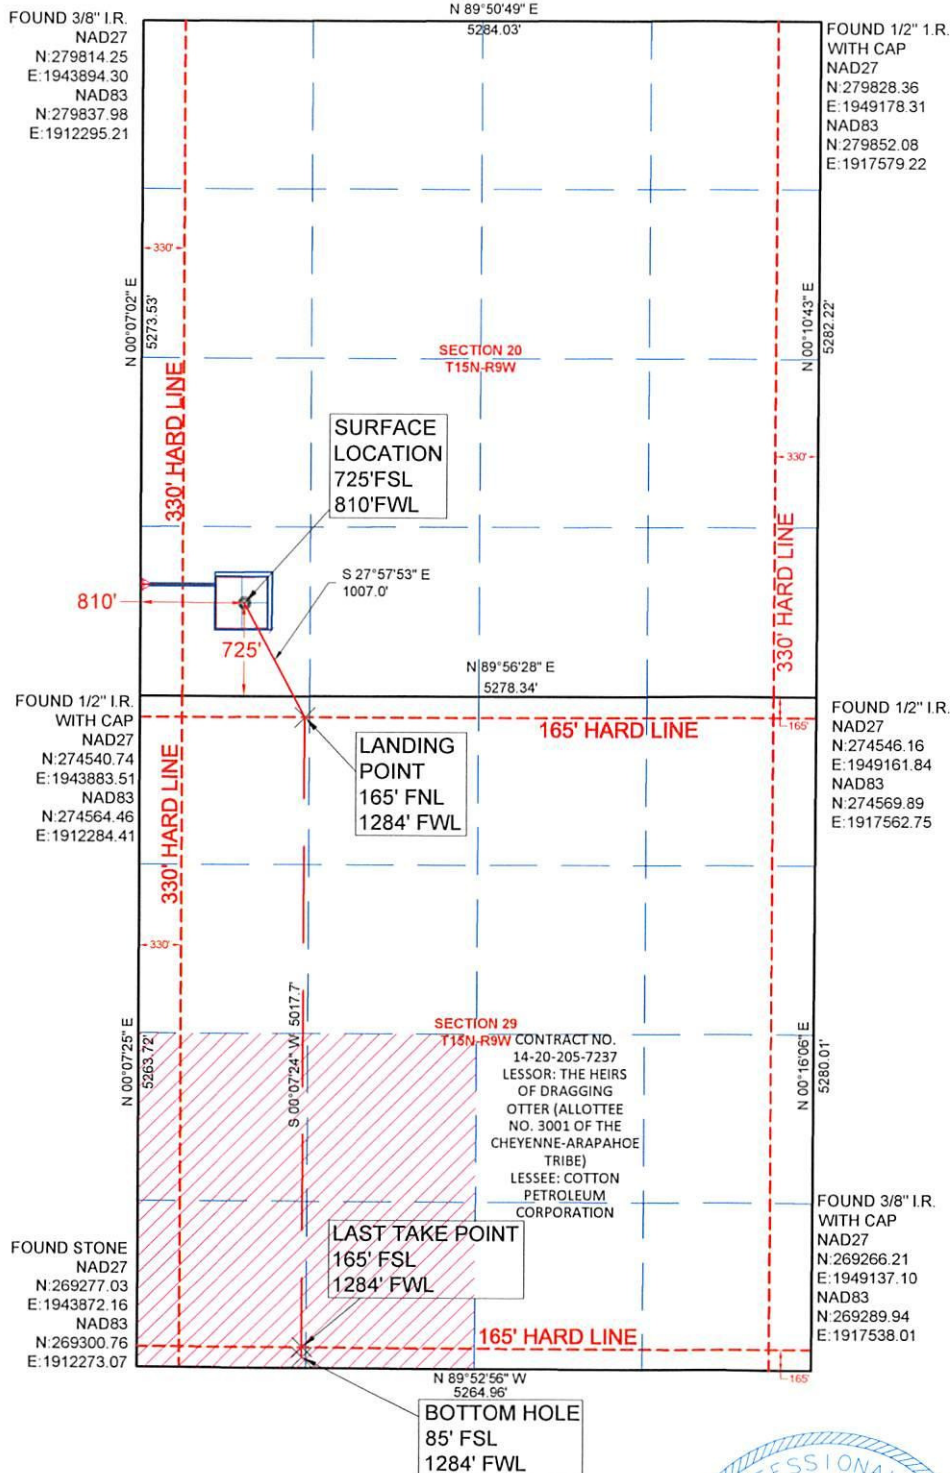 N 89°50'49" E
5284.03'
FOUND 3/8" I.R.
NAD27
N:279814.25
E:1943894.30
NAD83
N:279837.98
E:1912295.21
FOUND 1/2" 1.R.
WITH CAP
NAD27
N:279828.36
E:1949178.31
NAD83
N:279852.08
E:1917579.22
330'
N 00°07'02" E
5273.53'
N 00°10'43" E
5282.22'
SECTION 20
T15N-R9W
330' HARD LINE
SURFACE
LOCATION
725'FSL
810'FWL
330'
330' HARD LINE
S 27°57'53" E
1007.0'
810'
725'
N 89°56'28" E
5278.34'
FOUND 1/2" I.R.
WITH CAP
NAD27
N:274540.74
E:1943883.51
NAD83
N:274564.46
E:1912284.41
FOUND 1/2" I.R.
NAD27
N:274546.16
E:1949161.84
NAD83
N:274569.89
E:1917562.75
165' HARD LINE
165'
LANDING
POINT
165' FNL
1284' FWL
330' HARD LINE
330'
N 00°07'25" E
5263.72'
S 00°07'24" W 5017.7'
N 00°16'06" E
5280.01'
SECTION 29
T15N-R9W
CONTRACT NO.
14-20-205-7237
LESSOR: THE HEIRS
OF DRAGGING
OTTER (ALLOTTEE
NO. 3001 OF THE
CHEYENNE-ARAPAHOE
TRIBE)
LESSEE: COTTON
PETROLEUM
CORPORATION
LAST TAKE POINT
165' FSL
1284' FWL
FOUND STONE
NAD27
N:269277.03
E:1943872.16
NAD83
N:269300.76
E:1912273.07
FOUND 3/8" I.R.
WITH CAP
NAD27
N:269266.21
E:1949137.10
NAD83
N:269289.94
E:1917538.01
165' HARD LINE
165'
N 89°52'56" W
5264.96'
BOTTOM HOLE
85' FSL
1284' FWL